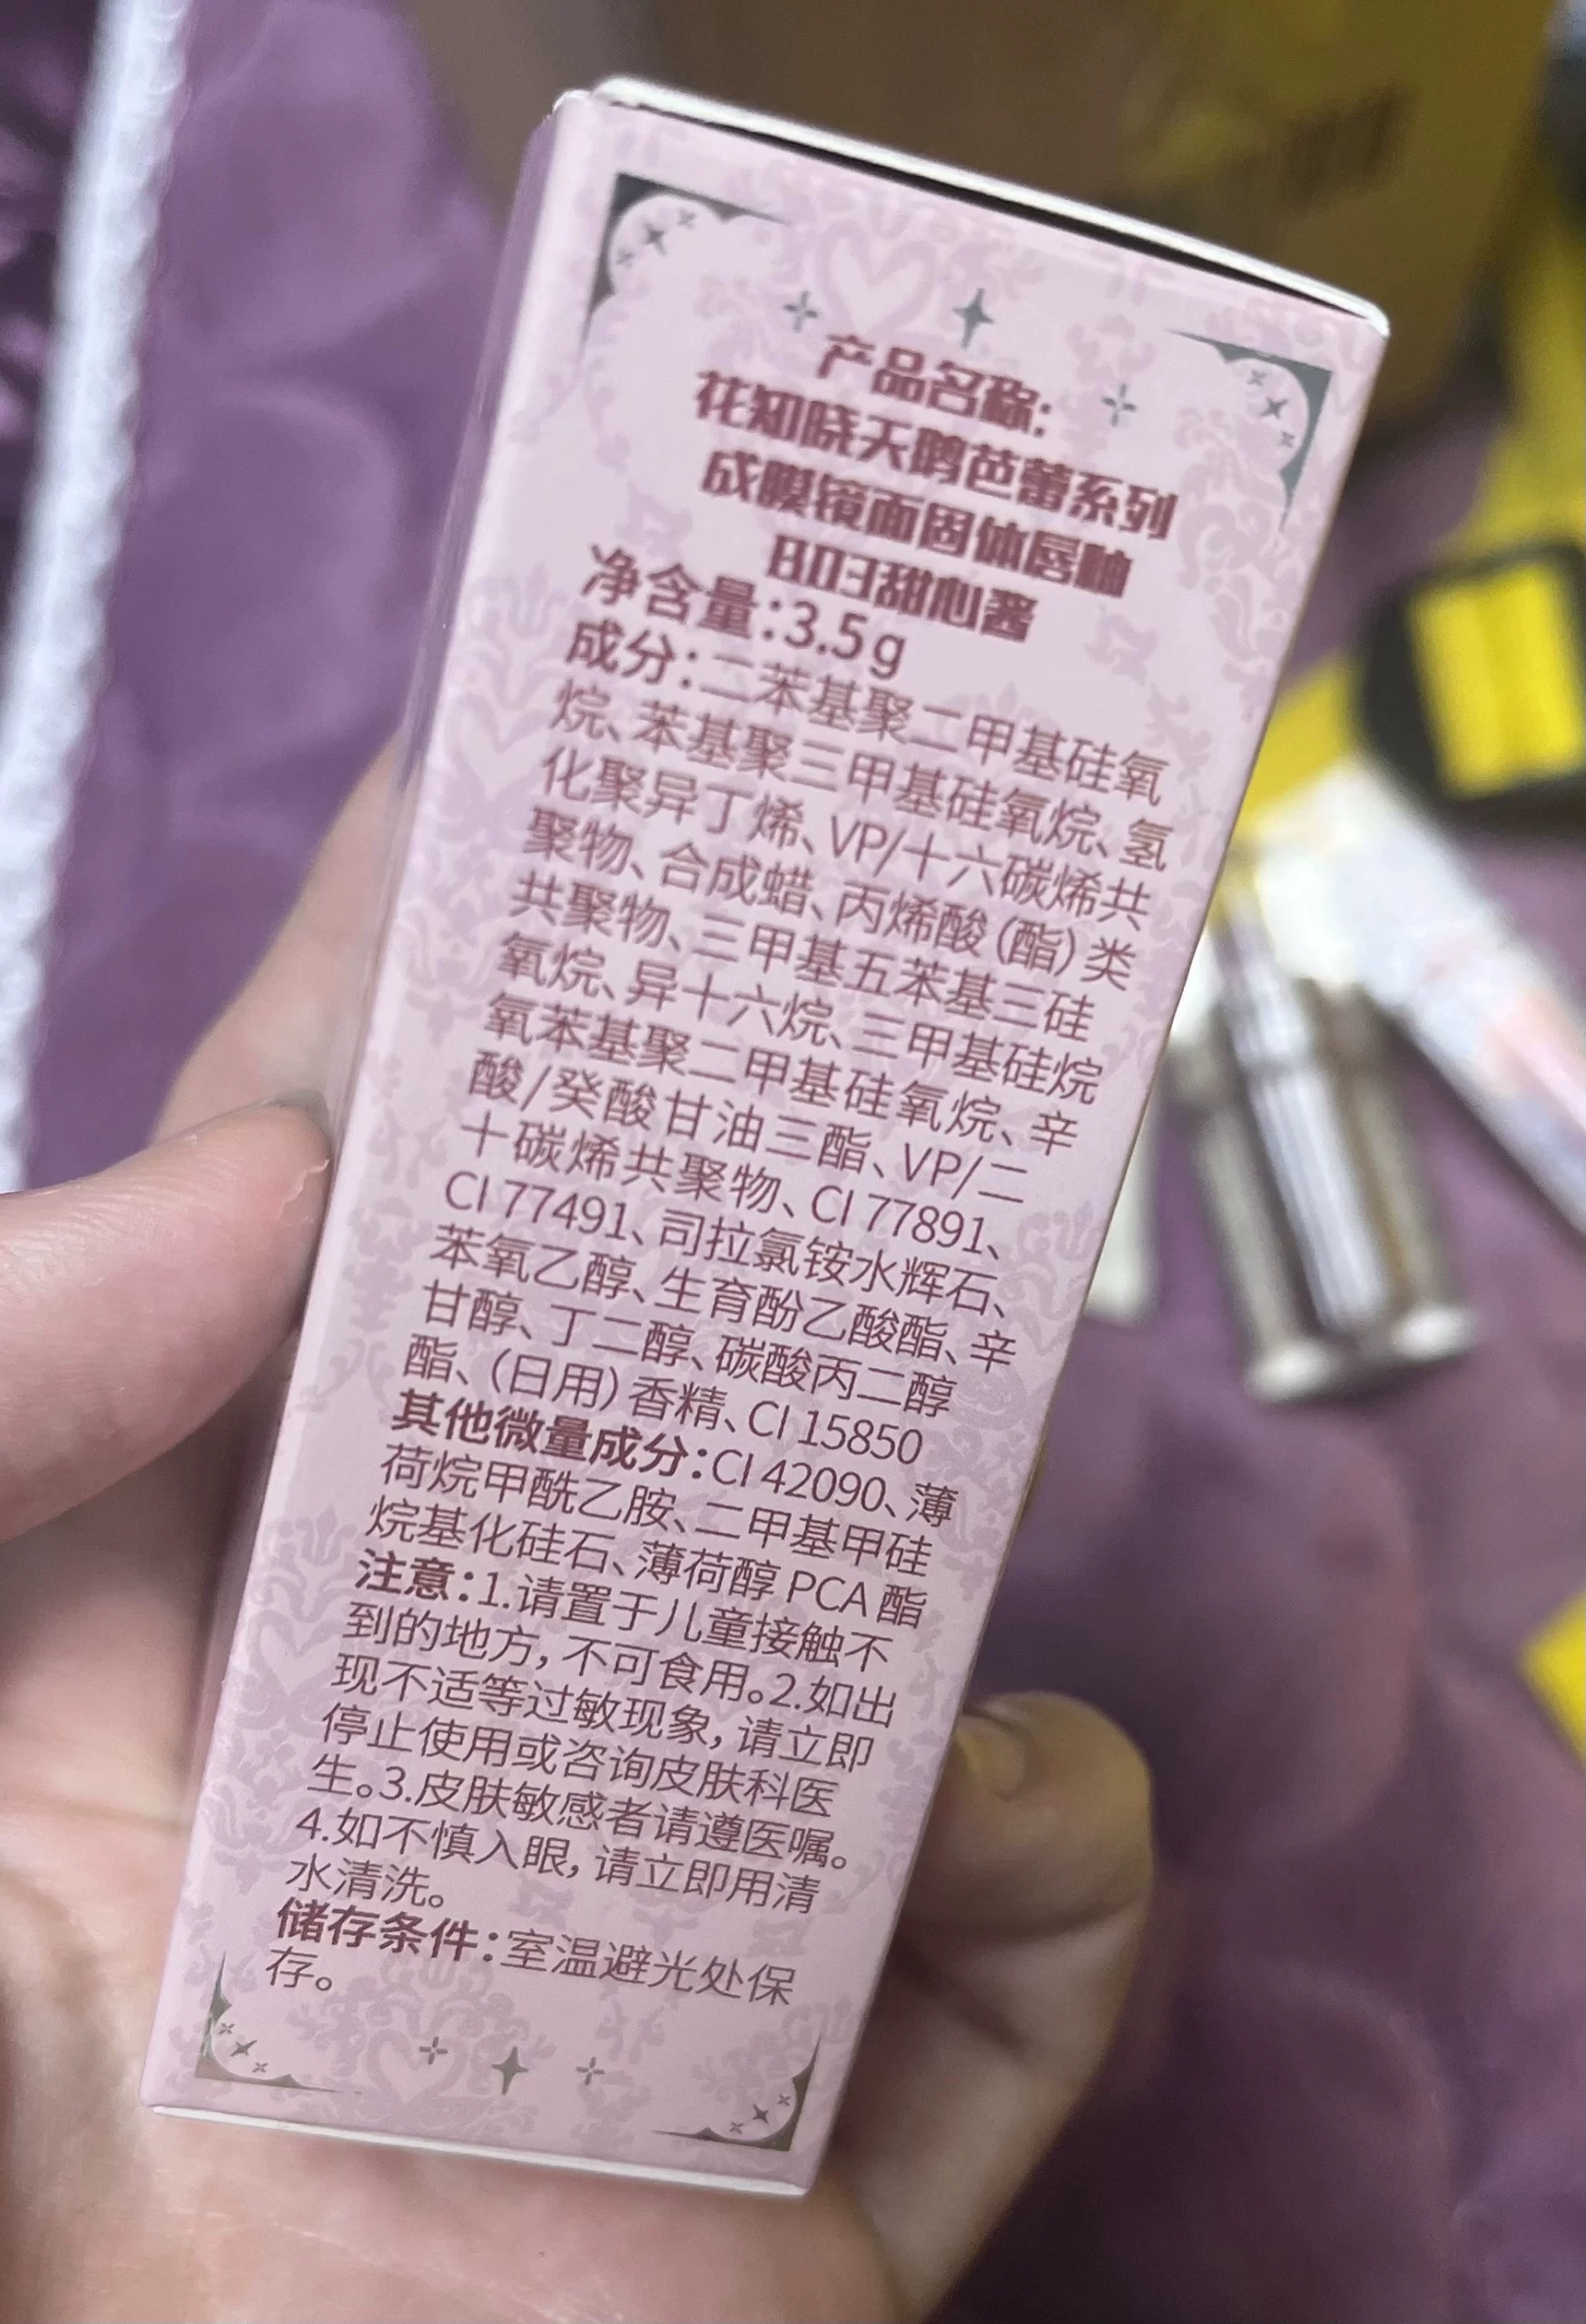 产品名称:
花知晓天鹅芭蕾系列
成膜镜面固体唇釉
B03甜心酱
净含量:3.5g
成分:二苯基聚二甲基硅氧
烷、苯基聚三甲基硅氧烷、氢
化聚异丁烯、VP/十六碳烯共
聚物、合成蜡、丙烯酸(酯)类
共聚物、三甲基五苯基三硅
氧烷、异十六烷、三甲基硅烷
氧苯基聚二甲基硅氧烷、辛
酸/癸酸甘油三酯、VP/二
十碳烯共聚物、CI 77891、
CI 77491、司拉氯铵水辉石、
苯氧乙醇、生育酚乙酸酯、辛
甘醇、丁二醇、碳酸丙二醇
酯、(日用)香精、CI 15850
其他微量成分:CI 42090、薄
荷烷甲酰乙胺、二甲基甲硅
烷基化硅石、薄荷醇 PCA 酯
注意:1.请置于儿童接触不
到的地方,不可食用。2.如出
现不适等过敏现象,请立即
停止使用或咨询皮肤科医
生。3.皮肤敏感者请遵医嘱。
4.如不慎入眼,请立即用清
水清洗。
储存条件:室温避光处保
存。